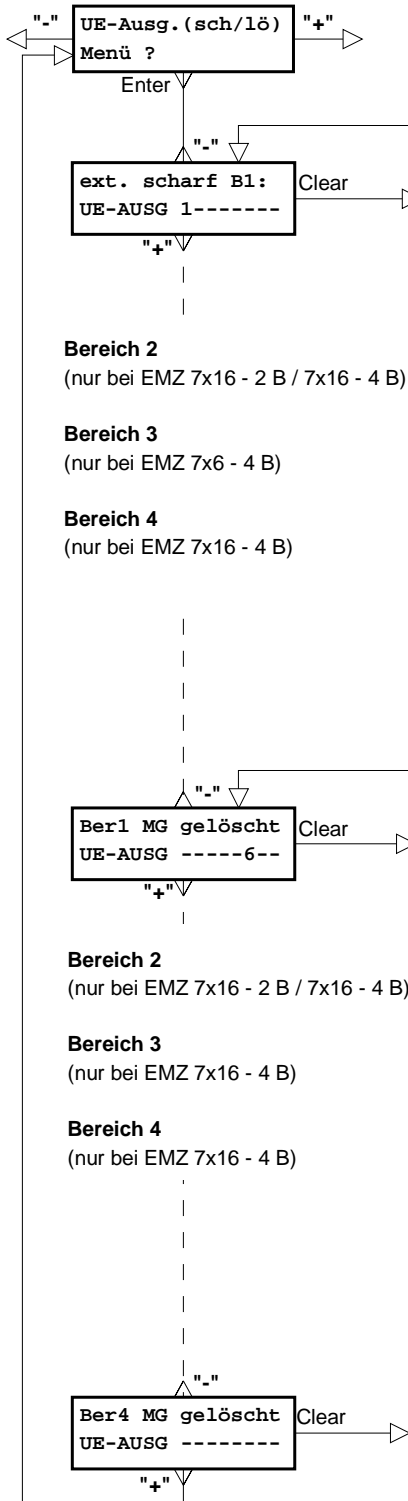 "-"
UE-Ausg.(sch/lö)
"+"
Menü ?
Enter
"-"
ext. scharf B1:
Clear
UE-AUSG 1-------
"+"
Bereich 2
(nur bei EMZ 7x16 - 2 B / 7x16 - 4 B)
Bereich 3
(nur bei EMZ 7x6 - 4 B)
Bereich 4
(nur bei EMZ 7x16 - 4 B)
"-"
Ber1 MG gelöscht
Clear
UE-AUSG -----6--
"+"
Bereich 2
(nur bei EMZ 7x16 - 2 B / 7x16 - 4 B)
Bereich 3
(nur bei EMZ 7x16 - 4 B)
Bereich 4
(nur bei EMZ 7x16 - 4 B)
"-"
Ber4 MG gelöscht
Clear
UE-AUSG --------
"+"